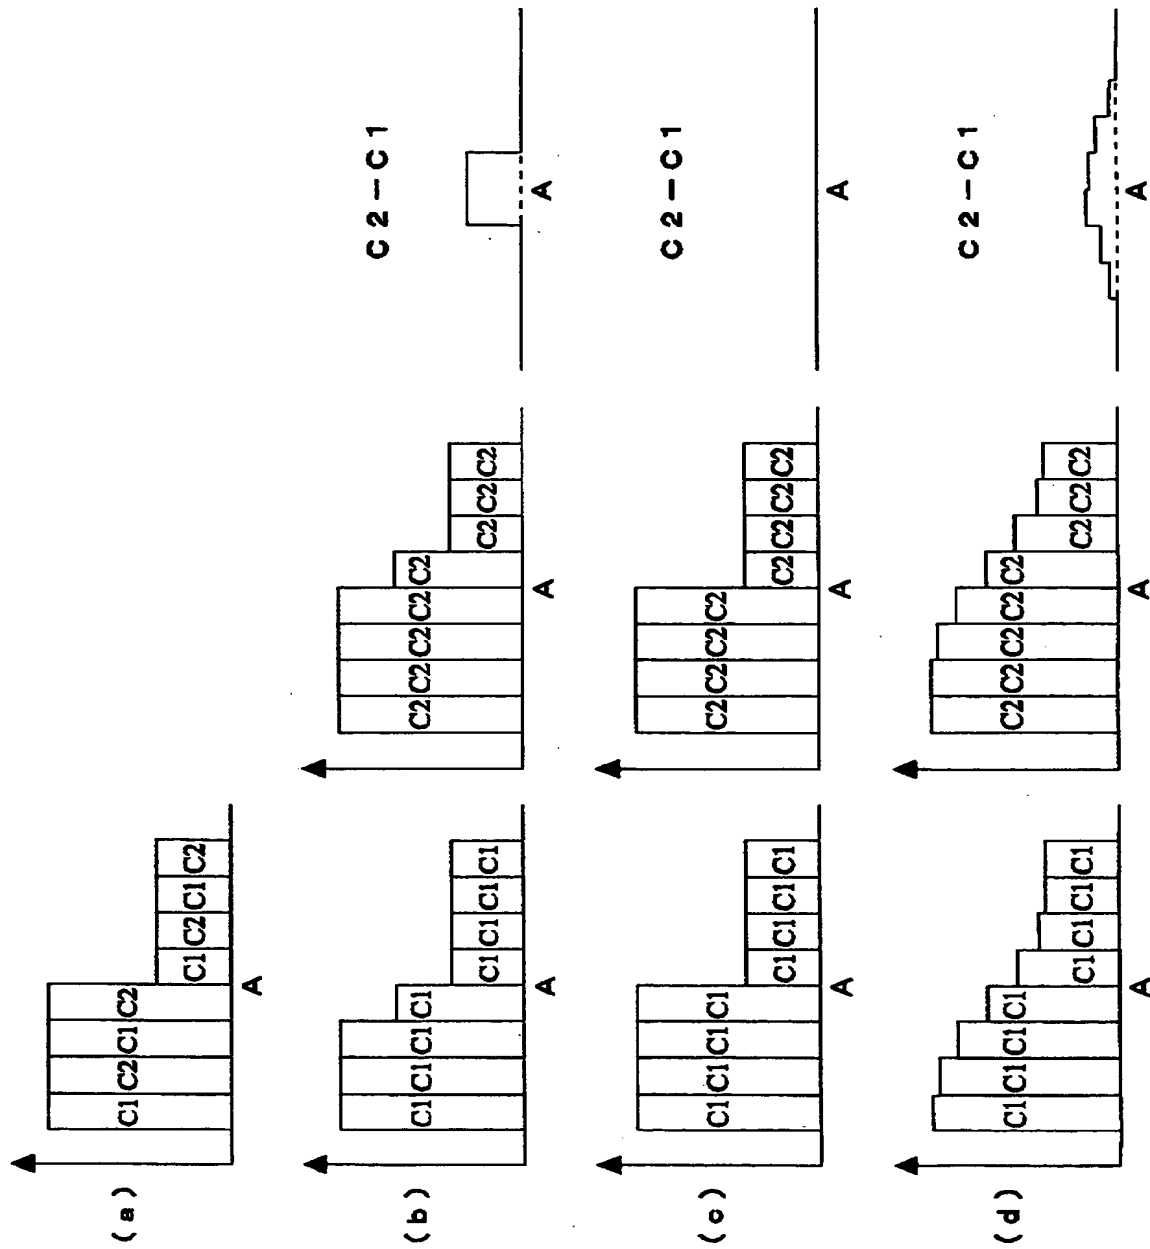 (a) C1 C2 C1 C2 C1 C2 C1 C2
A
(b) C1 C1 C1 C1 C1 C1 C1 C1 C2 C2 C2 C2 C2 C2 C2 C2 C2−C1
A A A
(c) C1 C1 C1 C1 C1 C1 C1 C1 C2 C2 C2 C2 C2 C2 C2 C2 C2−C1
A A A
(d) C1 C1 C1 C1 C1 C1 C1 C1 C2 C2 C2 C2 C2 C2 C2 C2 C2−C1
A A A